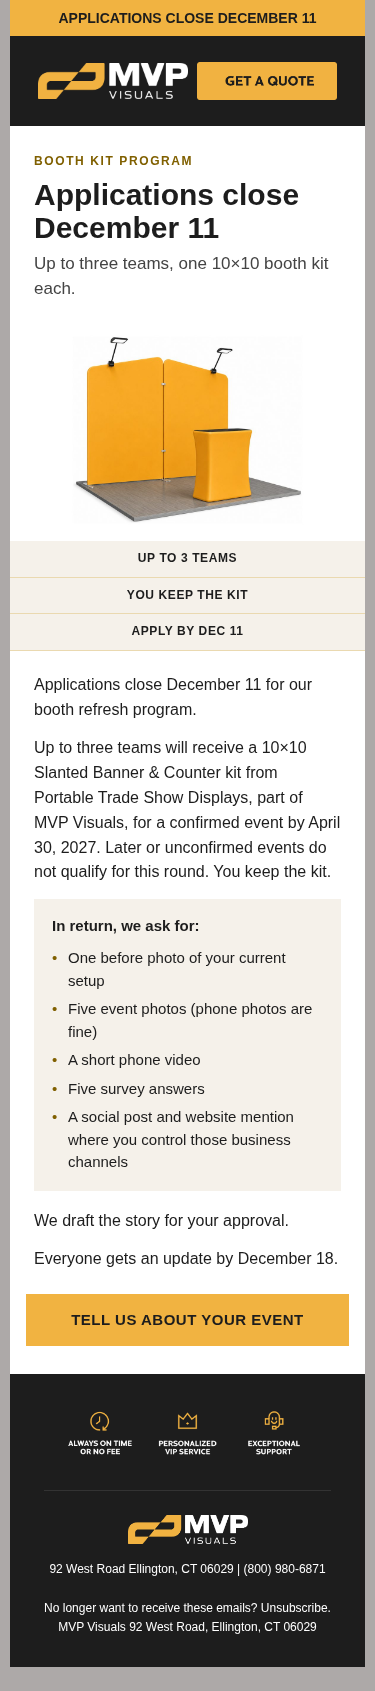 APPLICATIONS CLOSE DECEMBER 11
MVP
VISUALS
GET A QUOTE
BOOTH KIT PROGRAM
Applications close
December 11
Up to three teams, one 10×10 booth kit
each.
UP TO 3 TEAMS
YOU KEEP THE KIT
APPLY BY DEC 11
Applications close December 11 for our
booth refresh program.
Up to three teams will receive a 10×10
Slanted Banner & Counter kit from
Portable Trade Show Displays, part of
MVP Visuals, for a confirmed event by April
30, 2027. Later or unconfirmed events do
not qualify for this round. You keep the kit.
In return, we ask for:
• One before photo of your current
setup
• Five event photos (phone photos are
fine)
• A short phone video
• Five survey answers
• A social post and website mention
where you control those business
channels
We draft the story for your approval.
Everyone gets an update by December 18.
TELL US ABOUT YOUR EVENT
ALWAYS ON TIME
OR NO FEE
PERSONALIZED
VIP SERVICE
EXCEPTIONAL
SUPPORT
MVP
VISUALS
92 West Road Ellington, CT 06029 | (800) 980-6871
No longer want to receive these emails? Unsubscribe.
MVP Visuals 92 West Road, Ellington, CT 06029